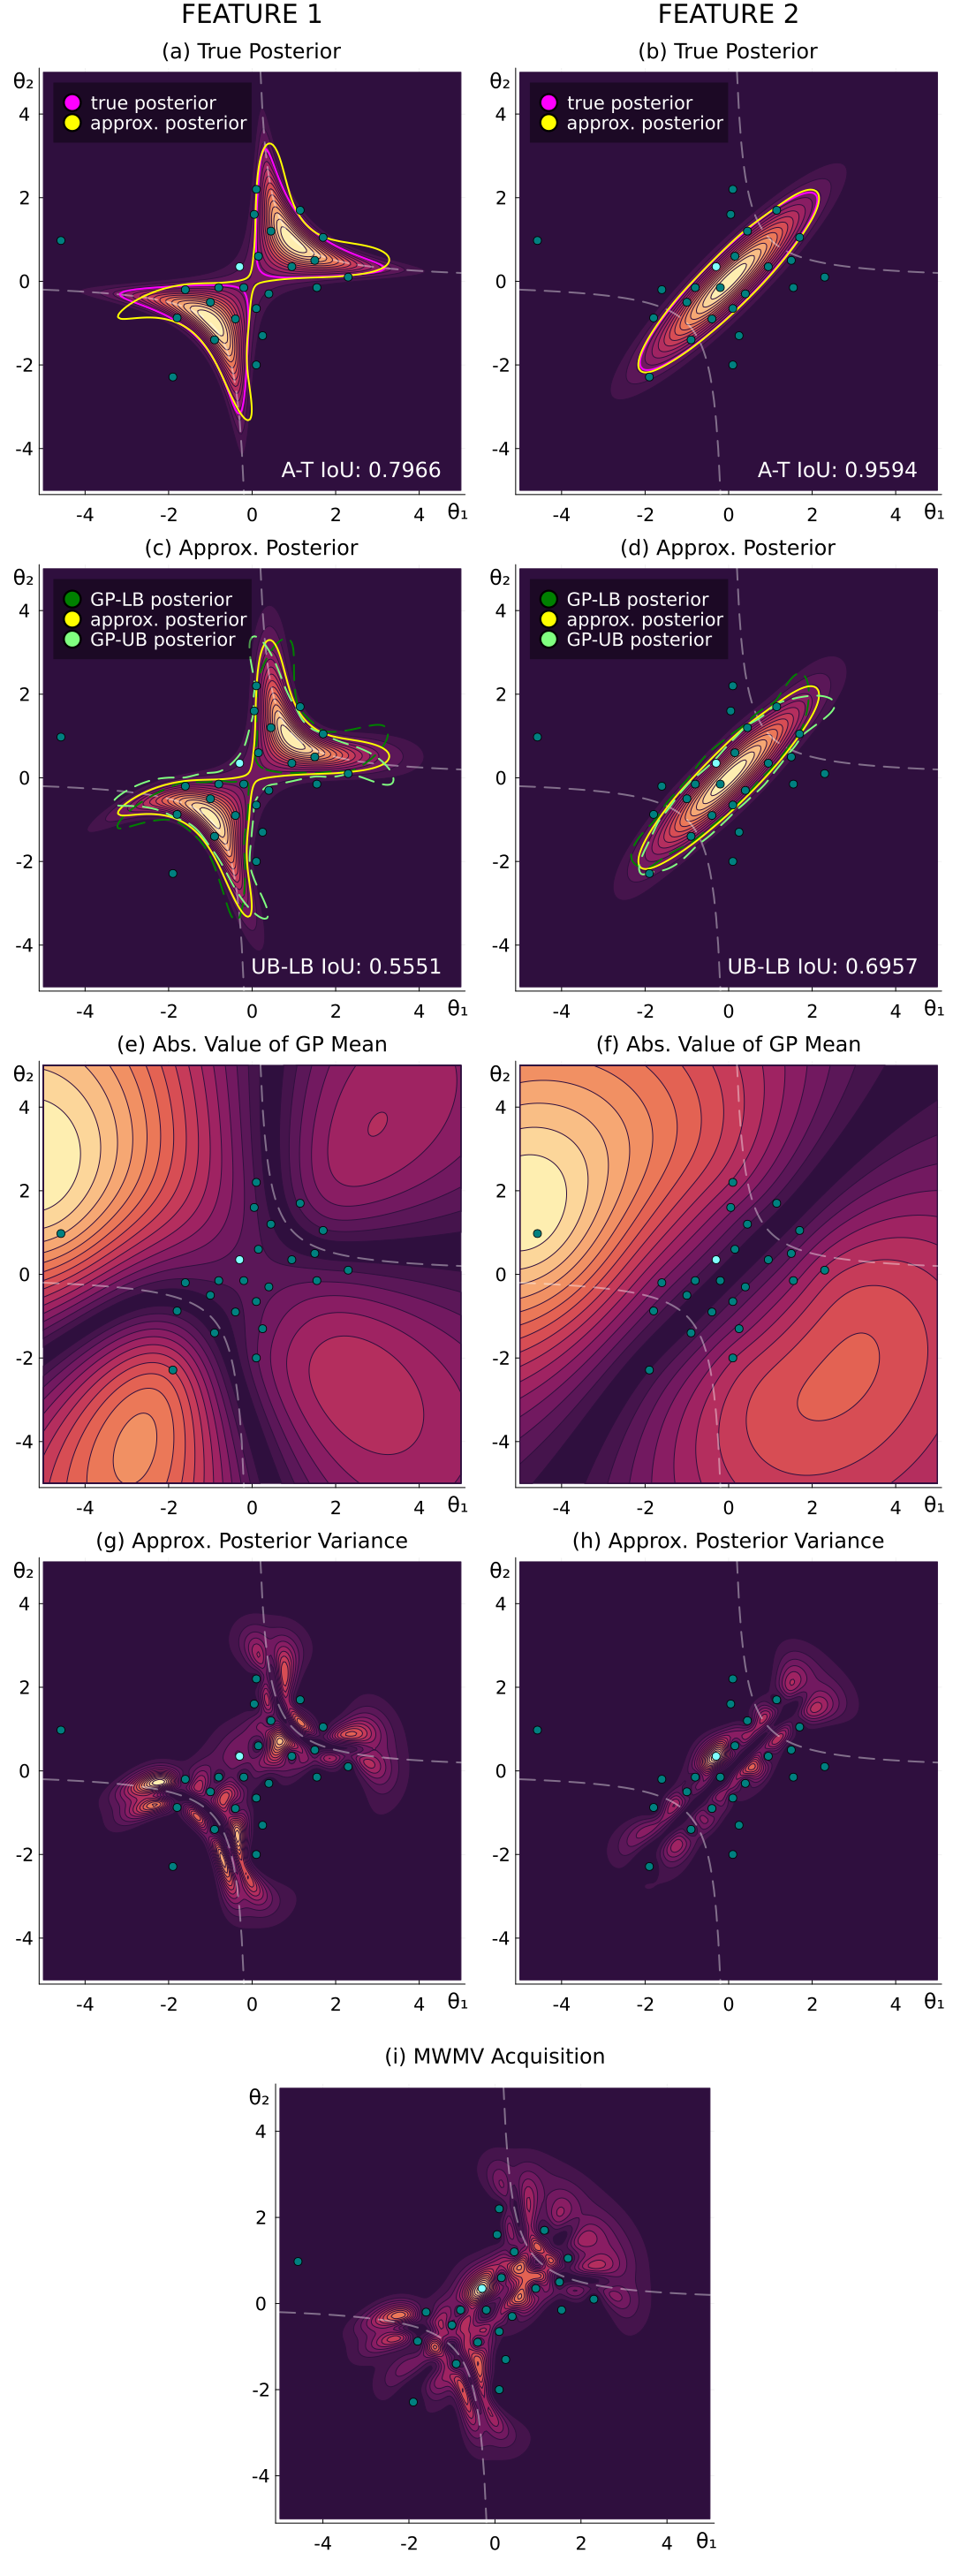 FEATURE 1 FEATURE 2
(a) True Posterior (b) True Posterior
θ₂ θ₂
true posterior true posterior
approx. posterior approx. posterior
4 4
2 2
0 0
-2 -2
-4 -4
A-T IoU: 0.7966 A-T IoU: 0.9594
-4 -2 0 2 4 θ₁ -4 -2 0 2 4 θ₁
(c) Approx. Posterior (d) Approx. Posterior
θ₂ θ₂
GP-LB posterior GP-LB posterior
4 4
approx. posterior approx. posterior
GP-UB posterior GP-UB posterior
2 2
0 0
-2 -2
-4 -4
UB-LB IoU: 0.5551 UB-LB IoU: 0.6957
-4 -2 0 2 4 θ₁ -4 -2 0 2 4 θ₁
(e) Abs. Value of GP Mean (f) Abs. Value of GP Mean
θ₂ θ₂
4 4
2 2
0 0
-2 -2
-4 -4
-4 -2 0 2 4 θ₁ -4 -2 0 2 4 θ₁
(g) Approx. Posterior Variance (h) Approx. Posterior Variance
θ₂ θ₂
4 4
2 2
0 0
-2 -2
-4 -4
-4 -2 0 2 4 θ₁ -4 -2 0 2 4 θ₁
(i) MWMV Acquisition
θ₂
4
2
0
-2
-4
-4 -2 0 2 4 θ₁